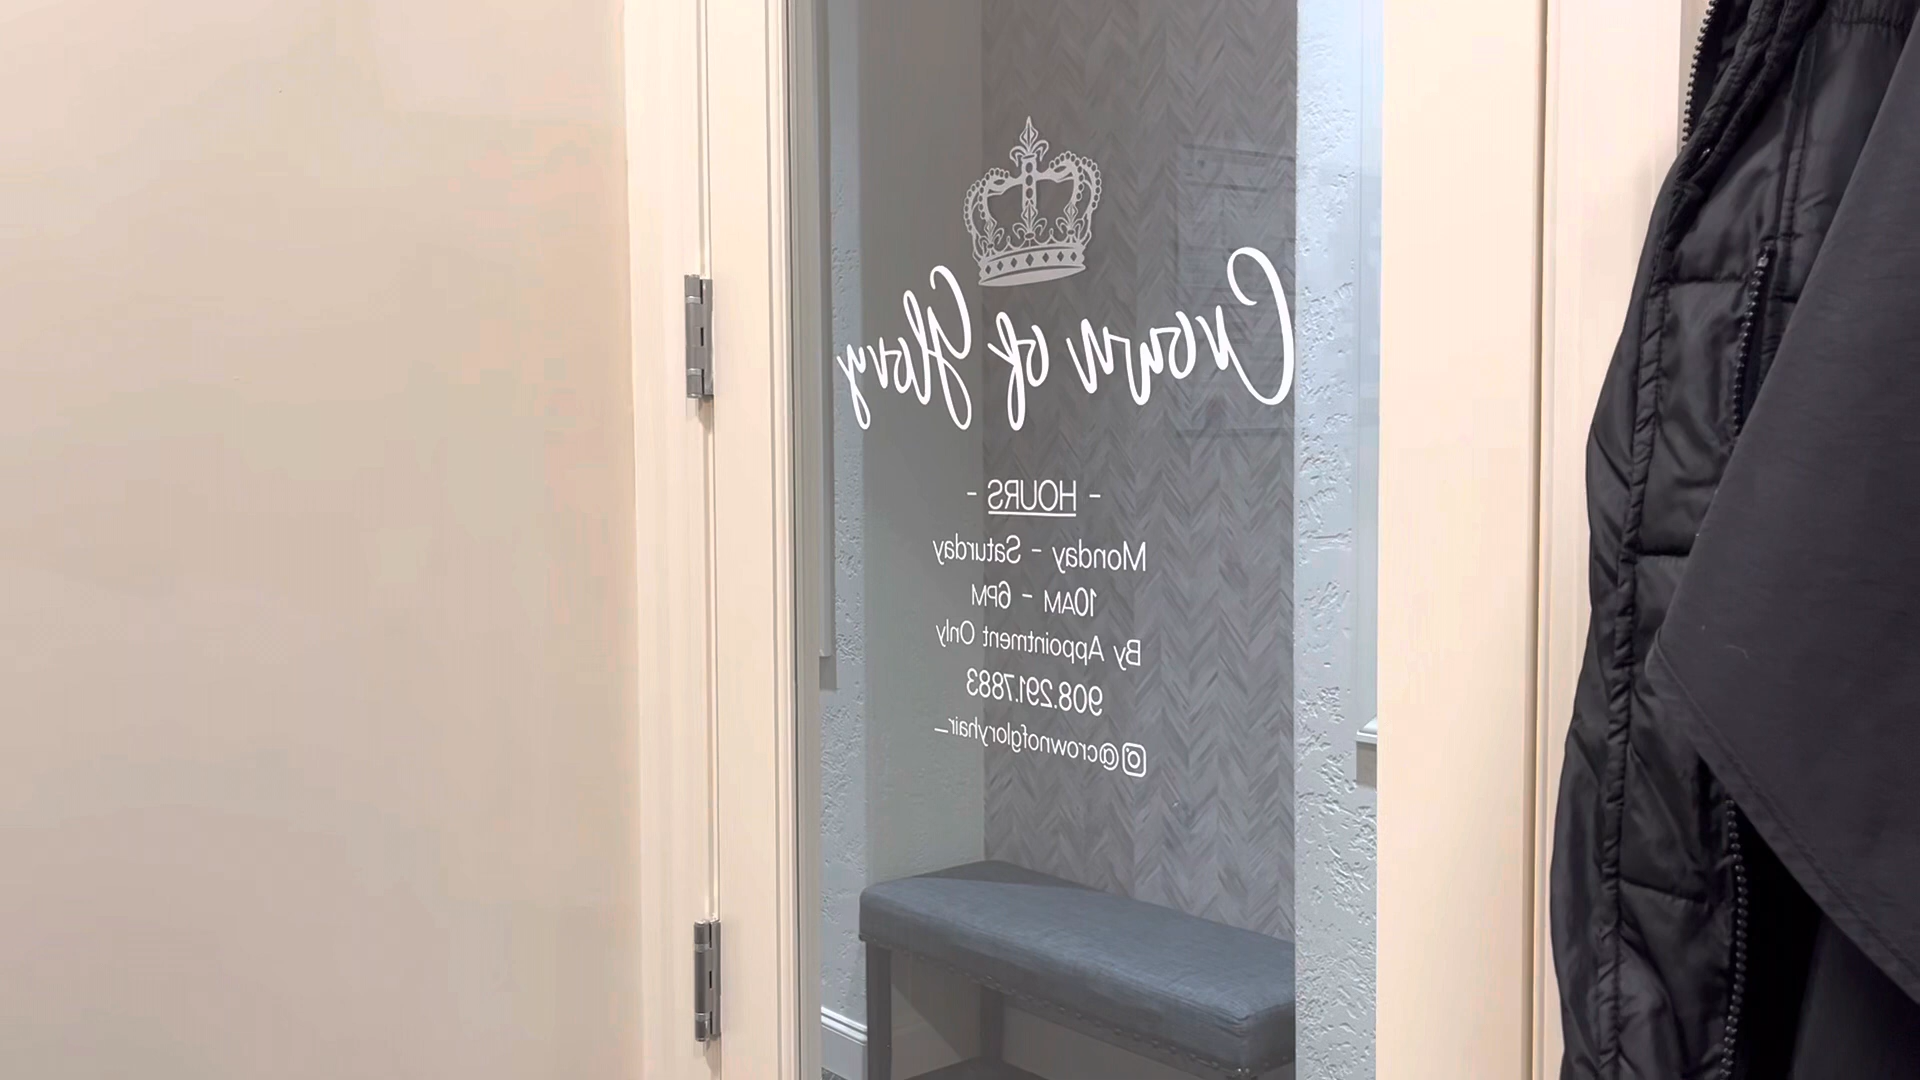 Crown of Glory
- HOURS -
Monday - Saturday
10AM - 6PM
By Appointment Only
908.291.7883
@crownofgloryhair_